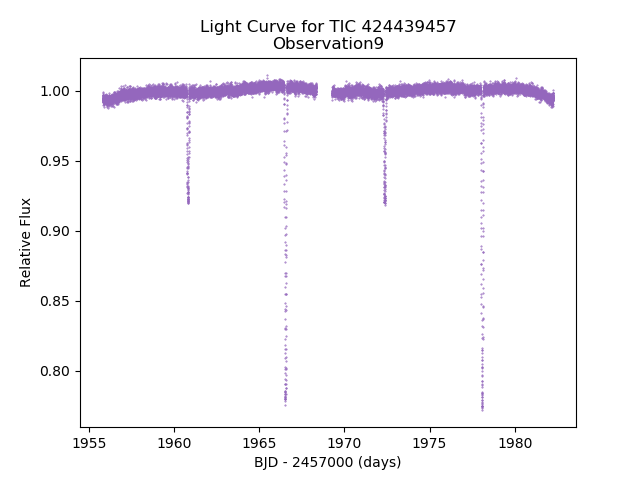 Light Curve for TIC 424439457
Observation9
Relative Flux
1.00
0.95
0.90
0.85
0.80
1955
1960
1965
1970
1975
1980
BJD - 2457000 (days)